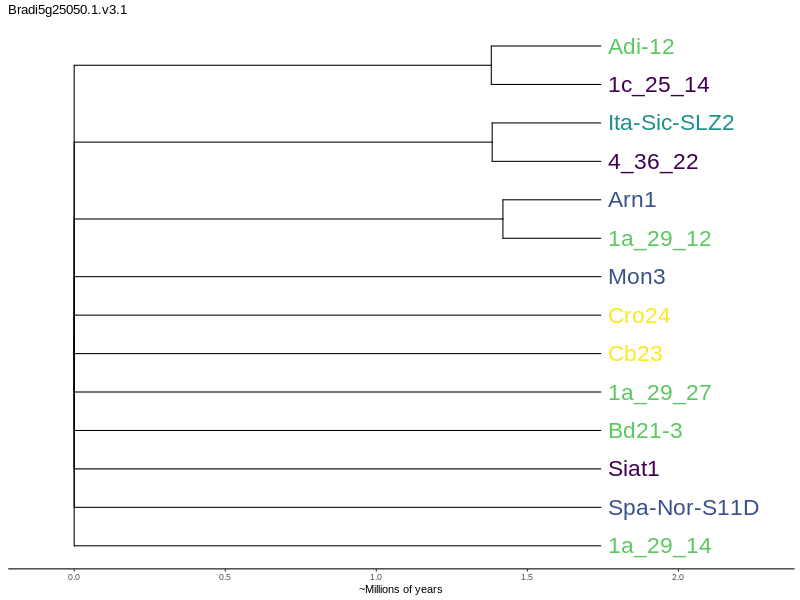 Bradi5g25050.1.v3.1
Adi-12
1c_25_14
Ita-Sic-SLZ2
4_36_22
Arn1
1a_29_12
Mon3
Cro24
Cb23
1a_29_27
Bd21-3
Siat1
Spa-Nor-S11D
1a_29_14
0.0 0.5 1.0 1.5 2.0
~Millions of years